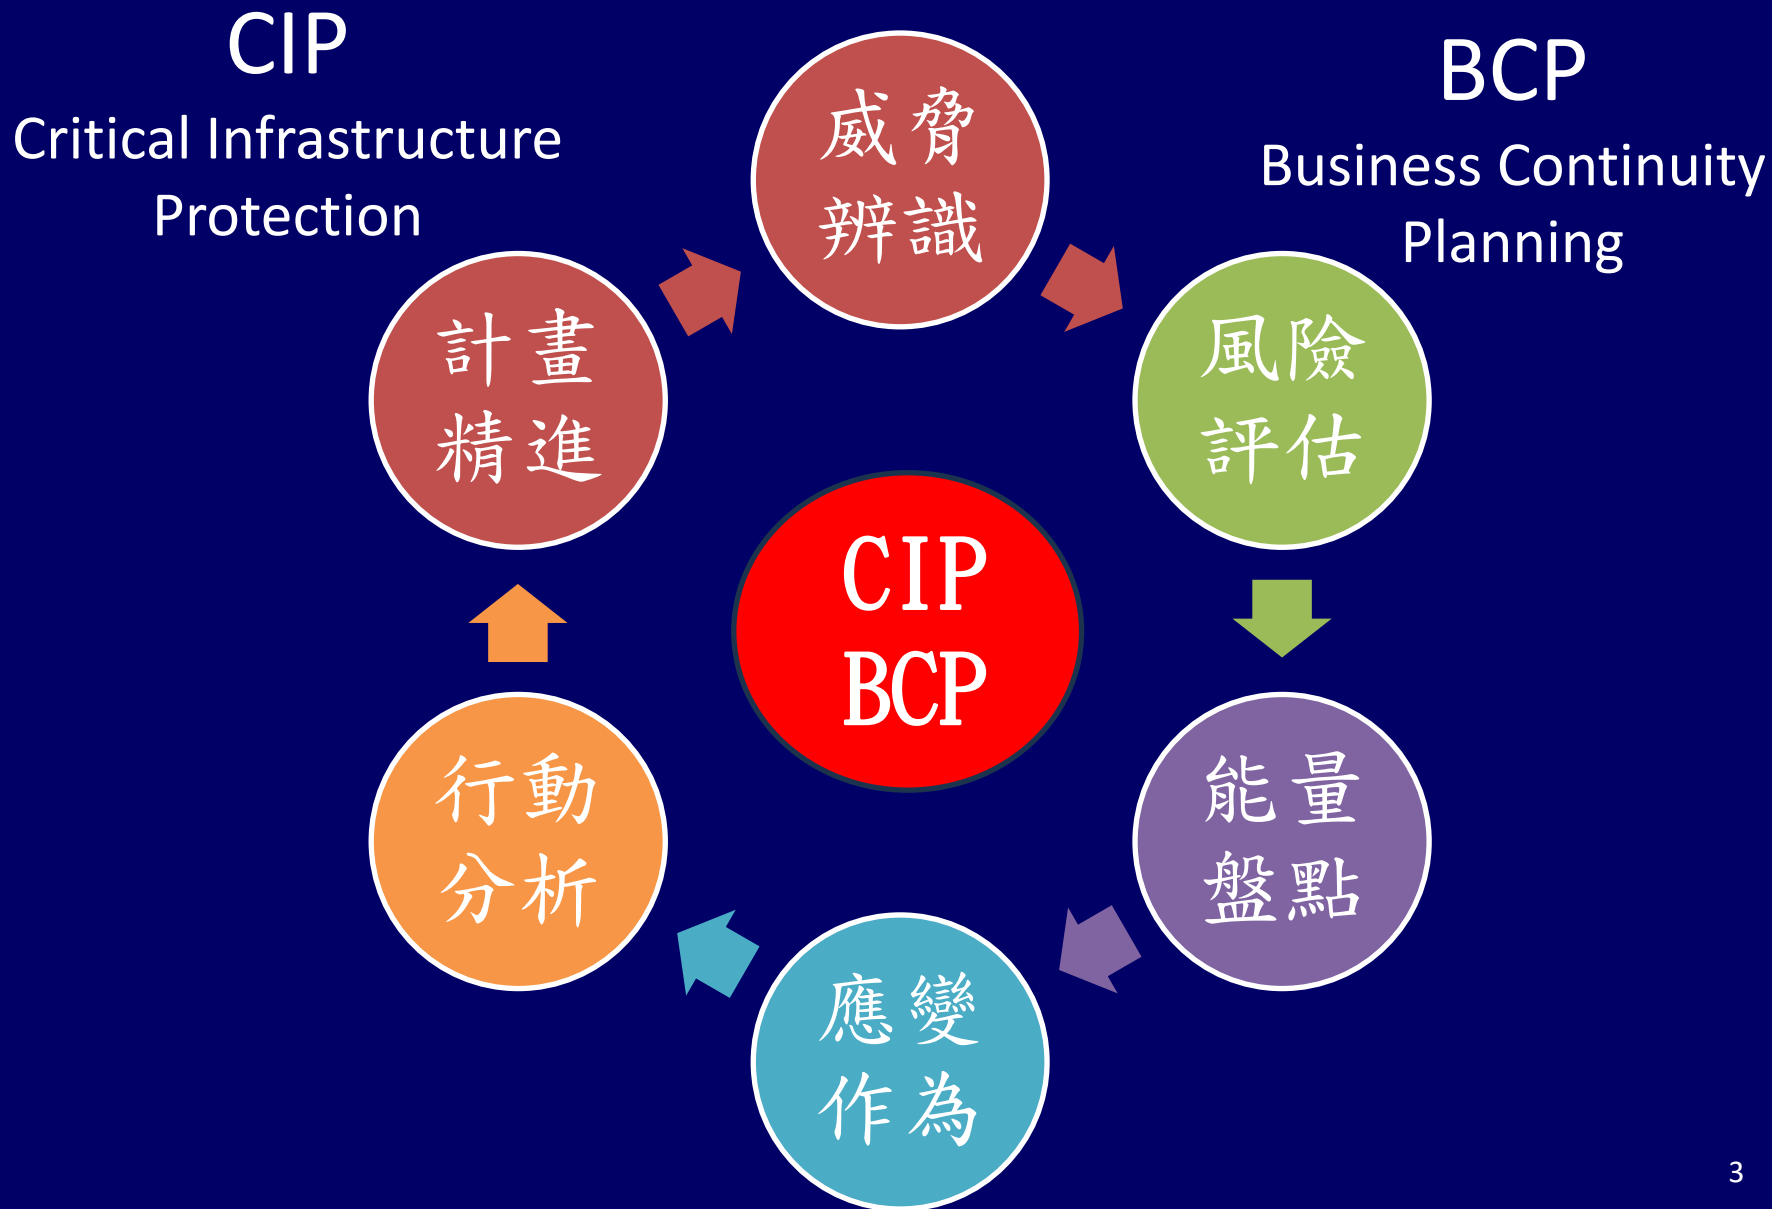 CIP
Critical Infrastructure
Protection
BCP
Business Continuity
Planning
威脅
辨識
風險
評估
能量
盤點
應變
作為
行動
分析
計畫
精進
CIP
BCP
3